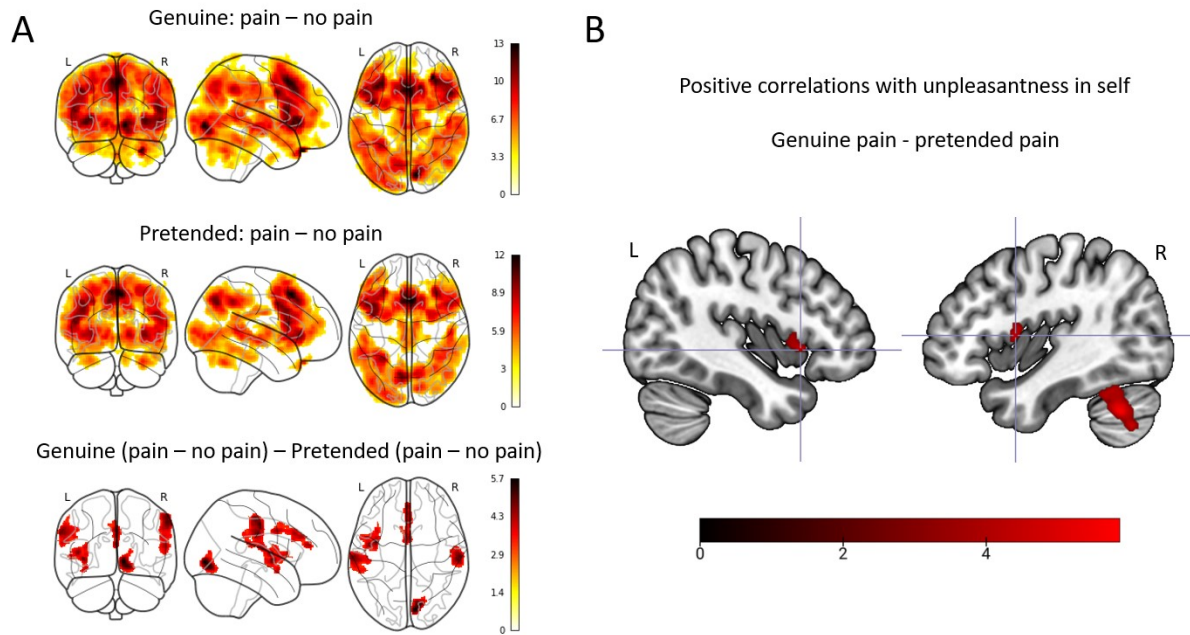 A
Genuine: pain – no pain
L
R
L
R
13
10
6.7
3.3
0
Pretended: pain – no pain
L
R
L
R
12
8.9
5.9
3
0
Genuine (pain – no pain) – Pretended (pain – no pain)
L
R
L
R
5.7
4.3
2.9
1.4
0
B
Positive correlations with unpleasantness in self
Genuine pain - pretended pain
L
R
0
2
4